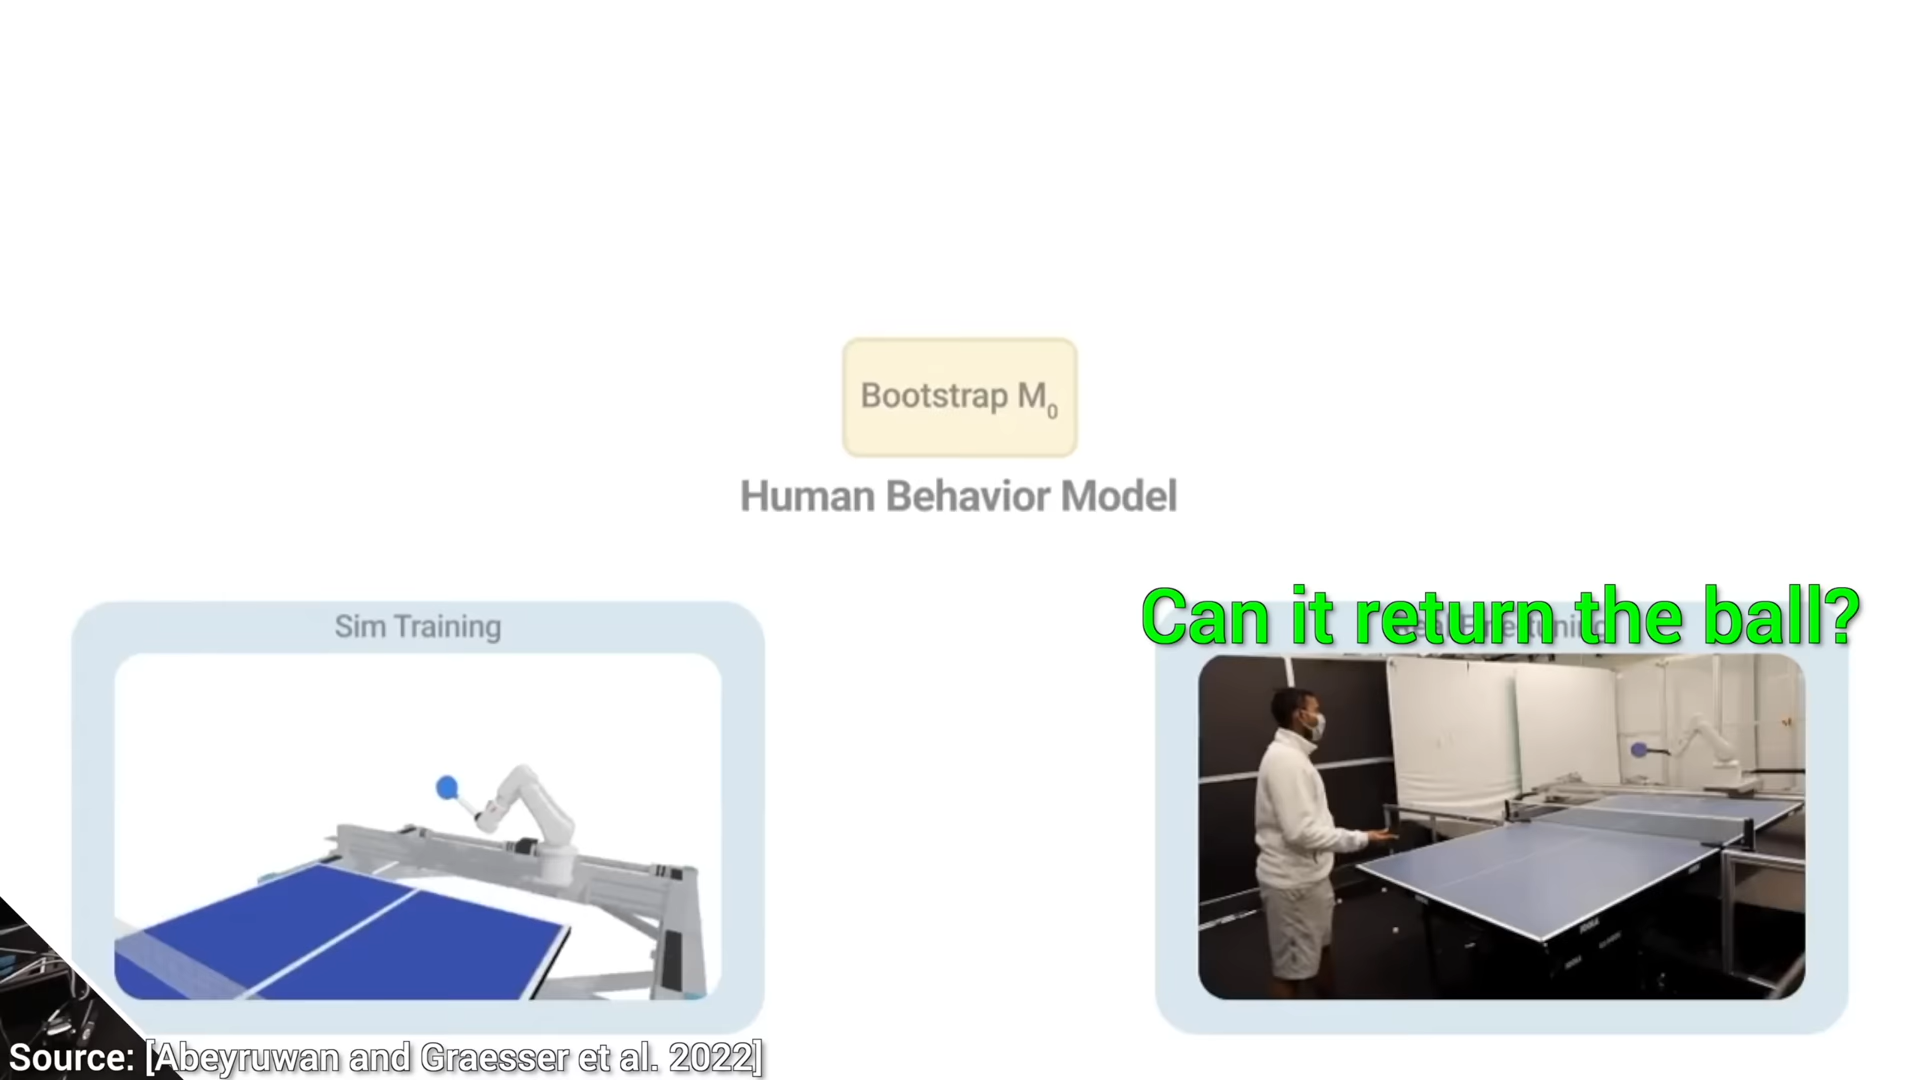 Bootstrap M₀
Human Behavior Model
Sim Training
Can it return the ball?
JOOLA
Source: [Abeyruwan and Graesser et al. 2022]